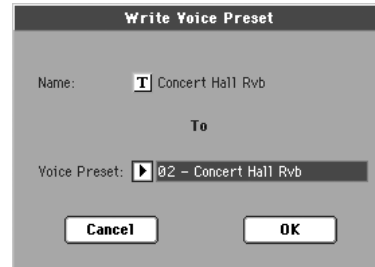 Write Voice Preset
Name: T Concert Hall Rvb
To
Voice Preset: 02 – Concert Hall Rvb
Cancel OK